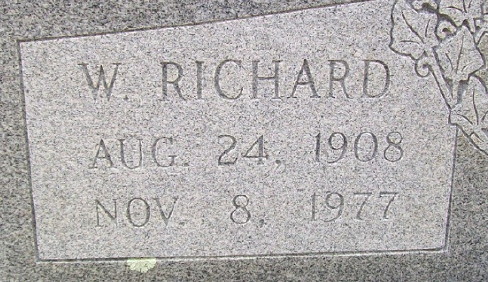 W. RICHARD
AUG. 24, 1908
NOV. 8, 1977